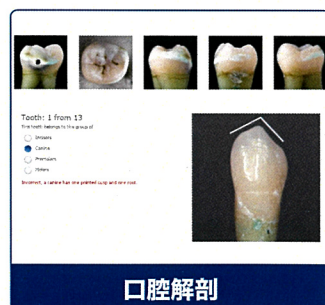 Tooth: 1 from 13
This tooth belongs to the group of
Incisors
Canine
Premolars
Molars
Incorrect, a canine has one pointed cusp and one root.
口腔解剖